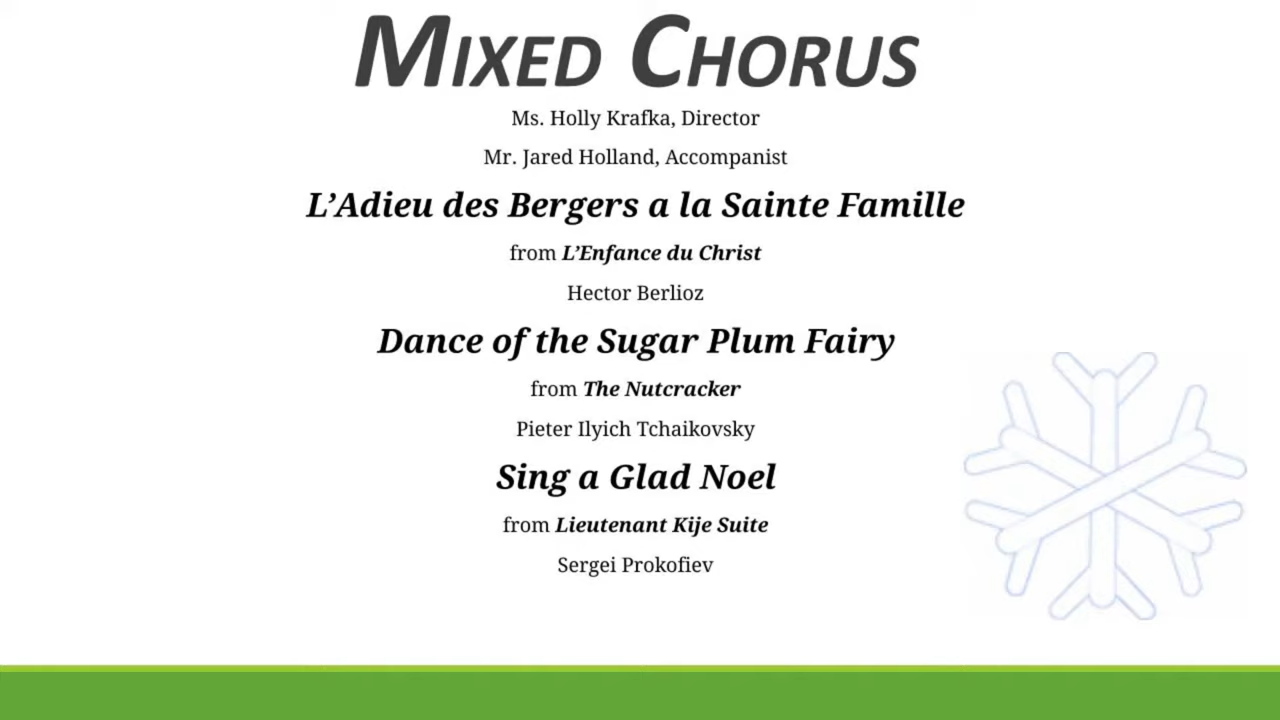 Mixed Chorus
Ms. Holly Krafka, Director
Mr. Jared Holland, Accompanist
L’Adieu des Bergers a la Sainte Famille
from L’Enfance du Christ
Hector Berlioz
Dance of the Sugar Plum Fairy
from The Nutcracker
Pieter Ilyich Tchaikovsky
Sing a Glad Noel
from Lieutenant Kije Suite
Sergei Prokofiev